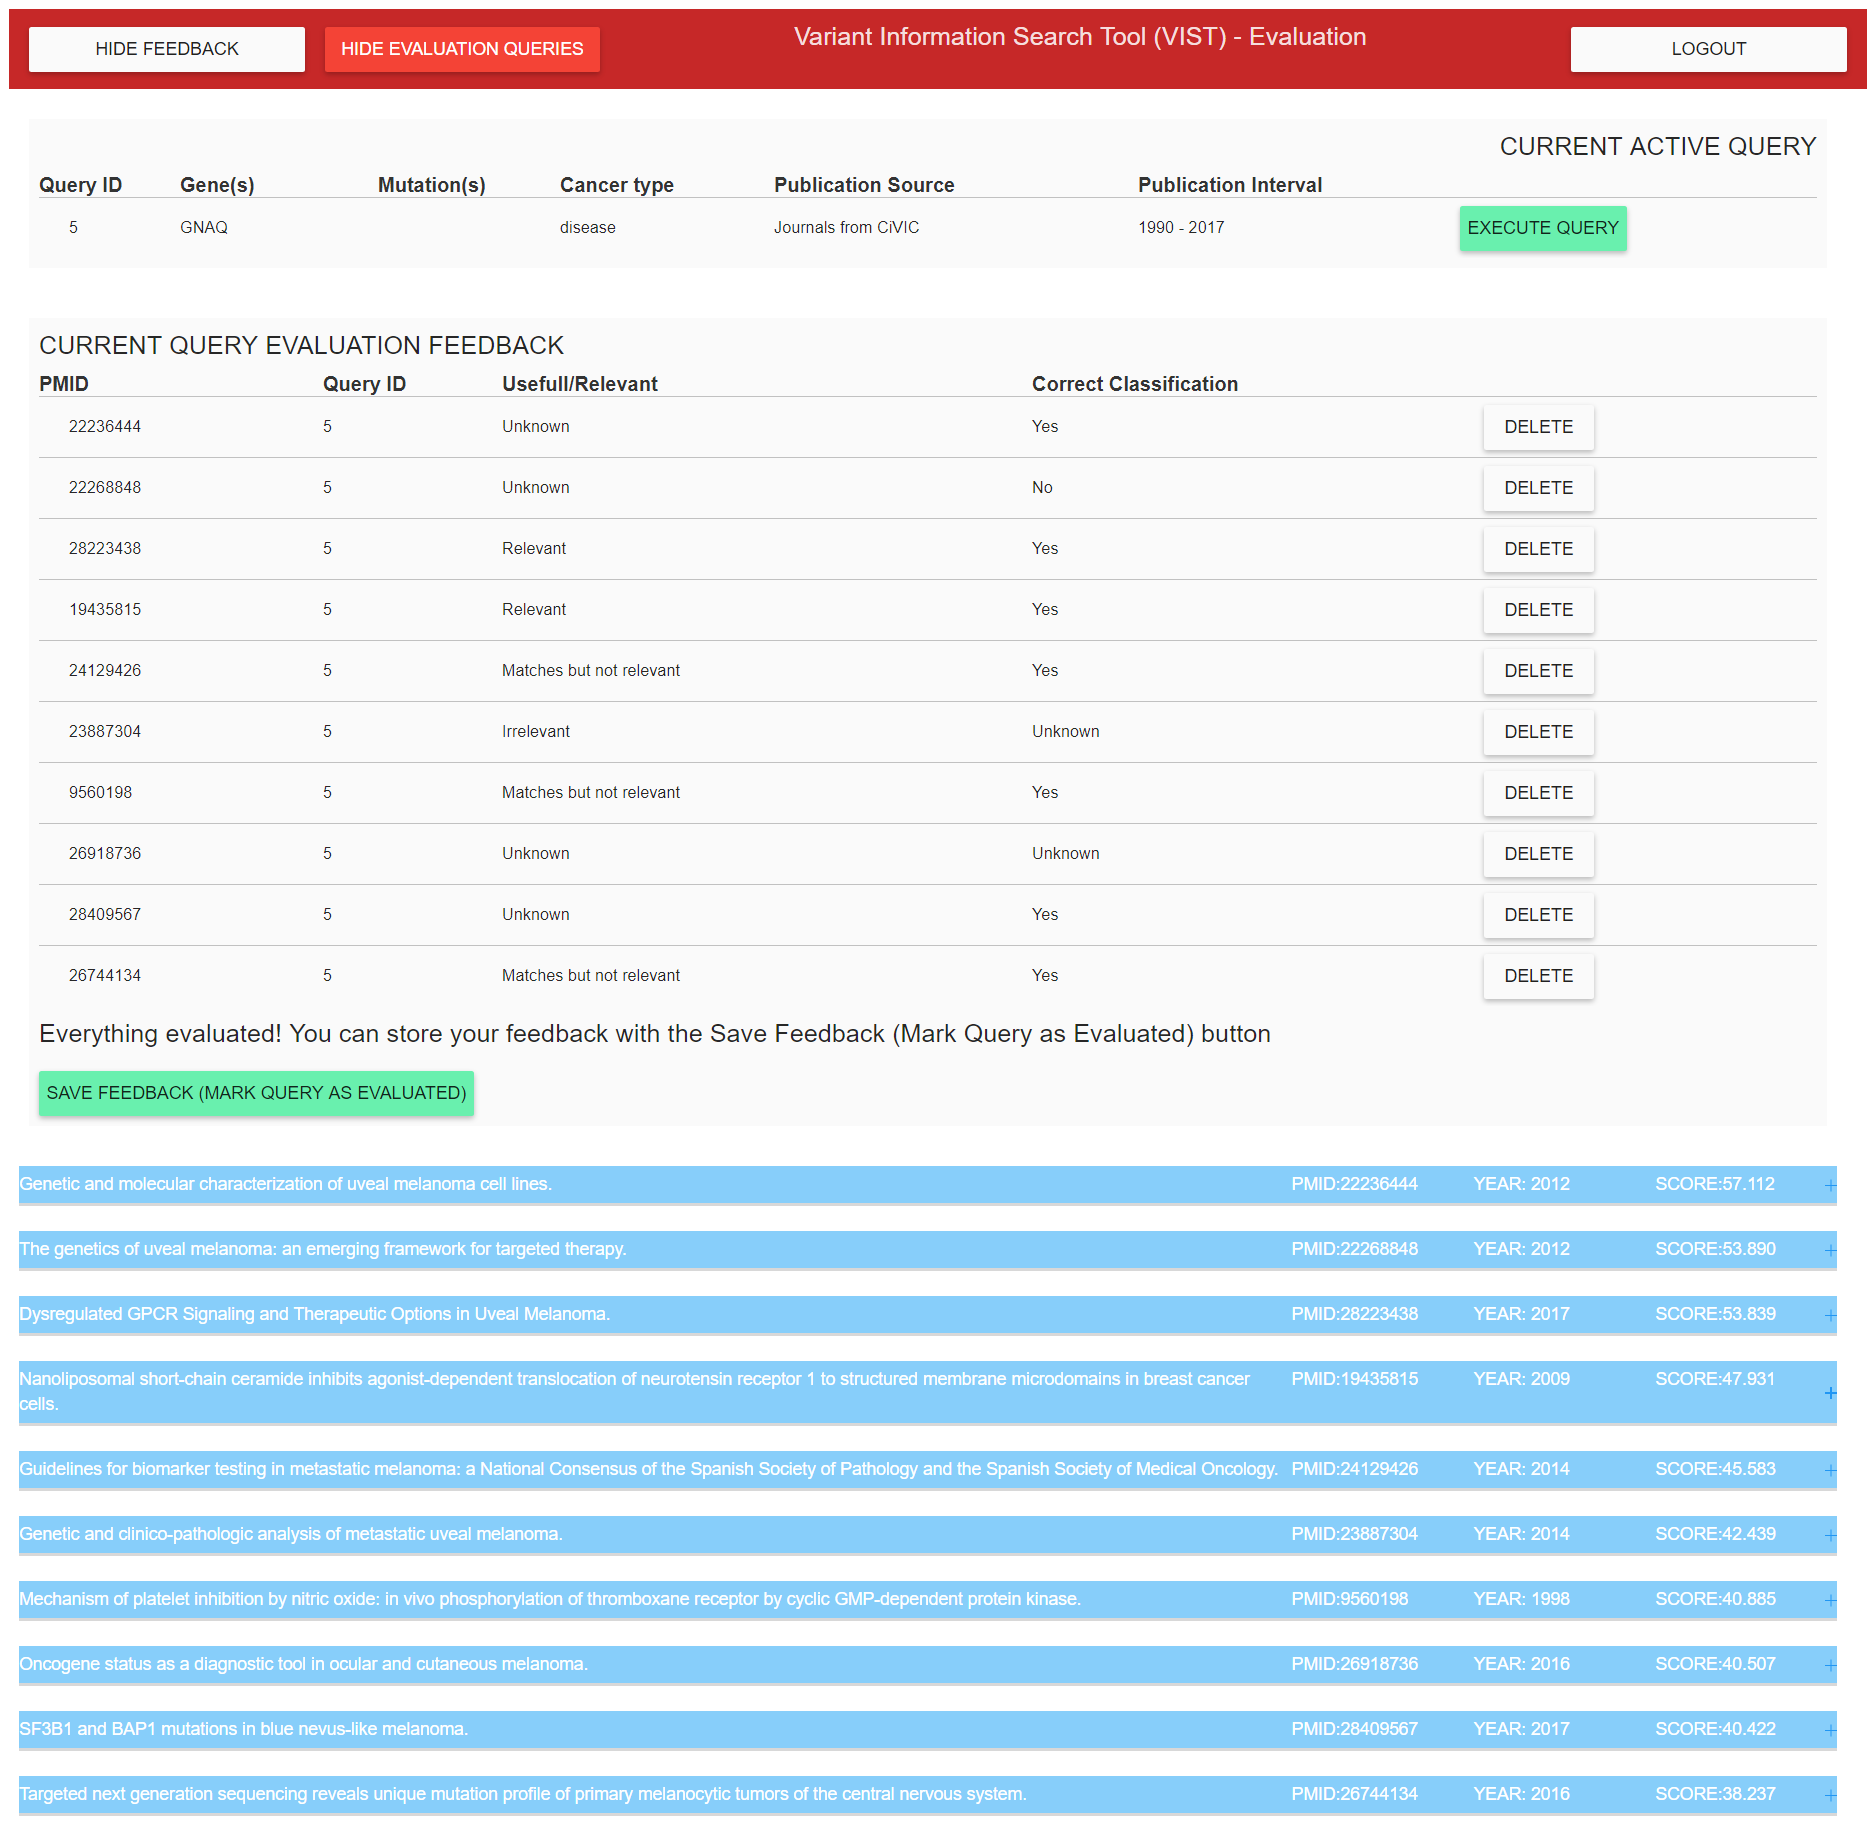 HIDE FEEDBACK HIDE EVALUATION QUERIES Variant Information Search Tool (VIST) - Evaluation LOGOUT
CURRENT ACTIVE QUERY
Query ID Gene(s) Mutation(s) Cancer type Publication Source Publication Interval
5 GNAQ disease Journals from CiVIC 1990 - 2017 EXECUTE QUERY
CURRENT QUERY EVALUATION FEEDBACK
PMID Query ID Usefull/Relevant Correct Classification
22236444 5 Unknown Yes DELETE
22268848 5 Unknown No DELETE
28223438 5 Relevant Yes DELETE
19435815 5 Relevant Yes DELETE
24129426 5 Matches but not relevant Yes DELETE
23887304 5 Irrelevant Unknown DELETE
9560198 5 Matches but not relevant Yes DELETE
26918736 5 Unknown Unknown DELETE
28409567 5 Unknown Yes DELETE
26744134 5 Matches but not relevant Yes DELETE
Everything evaluated! You can store your feedback with the Save Feedback (Mark Query as Evaluated) button
SAVE FEEDBACK (MARK QUERY AS EVALUATED)
Genetic and molecular characterization of uveal melanoma cell lines. PMID:22236444 YEAR: 2012 SCORE:57.112 +
The genetics of uveal melanoma: an emerging framework for targeted therapy. PMID:22268848 YEAR: 2012 SCORE:53.890 +
Dysregulated GPCR Signaling and Therapeutic Options in Uveal Melanoma. PMID:28223438 YEAR: 2017 SCORE:53.839 +
Nanoliposomal short-chain ceramide inhibits agonist-dependent translocation of neurotensin receptor 1 to structured membrane microdomains in breast cancer PMID:19435815 YEAR: 2009 SCORE:47.931 +
cells.
Guidelines for biomarker testing in metastatic melanoma: a National Consensus of the Spanish Society of Pathology and the Spanish Society of Medical Oncology. PMID:24129426 YEAR: 2014 SCORE:45.583 +
Genetic and clinico-pathologic analysis of metastatic uveal melanoma. PMID:23887304 YEAR: 2014 SCORE:42.439 +
Mechanism of platelet inhibition by nitric oxide: in vivo phosphorylation of thromboxane receptor by cyclic GMP-dependent protein kinase. PMID:9560198 YEAR: 1998 SCORE:40.885 +
Oncogene status as a diagnostic tool in ocular and cutaneous melanoma. PMID:26918736 YEAR: 2016 SCORE:40.507 +
SF3B1 and BAP1 mutations in blue nevus-like melanoma. PMID:28409567 YEAR: 2017 SCORE:40.422 +
Targeted next generation sequencing reveals unique mutation profile of primary melanocytic tumors of the central nervous system. PMID:26744134 YEAR: 2016 SCORE:38.237 +